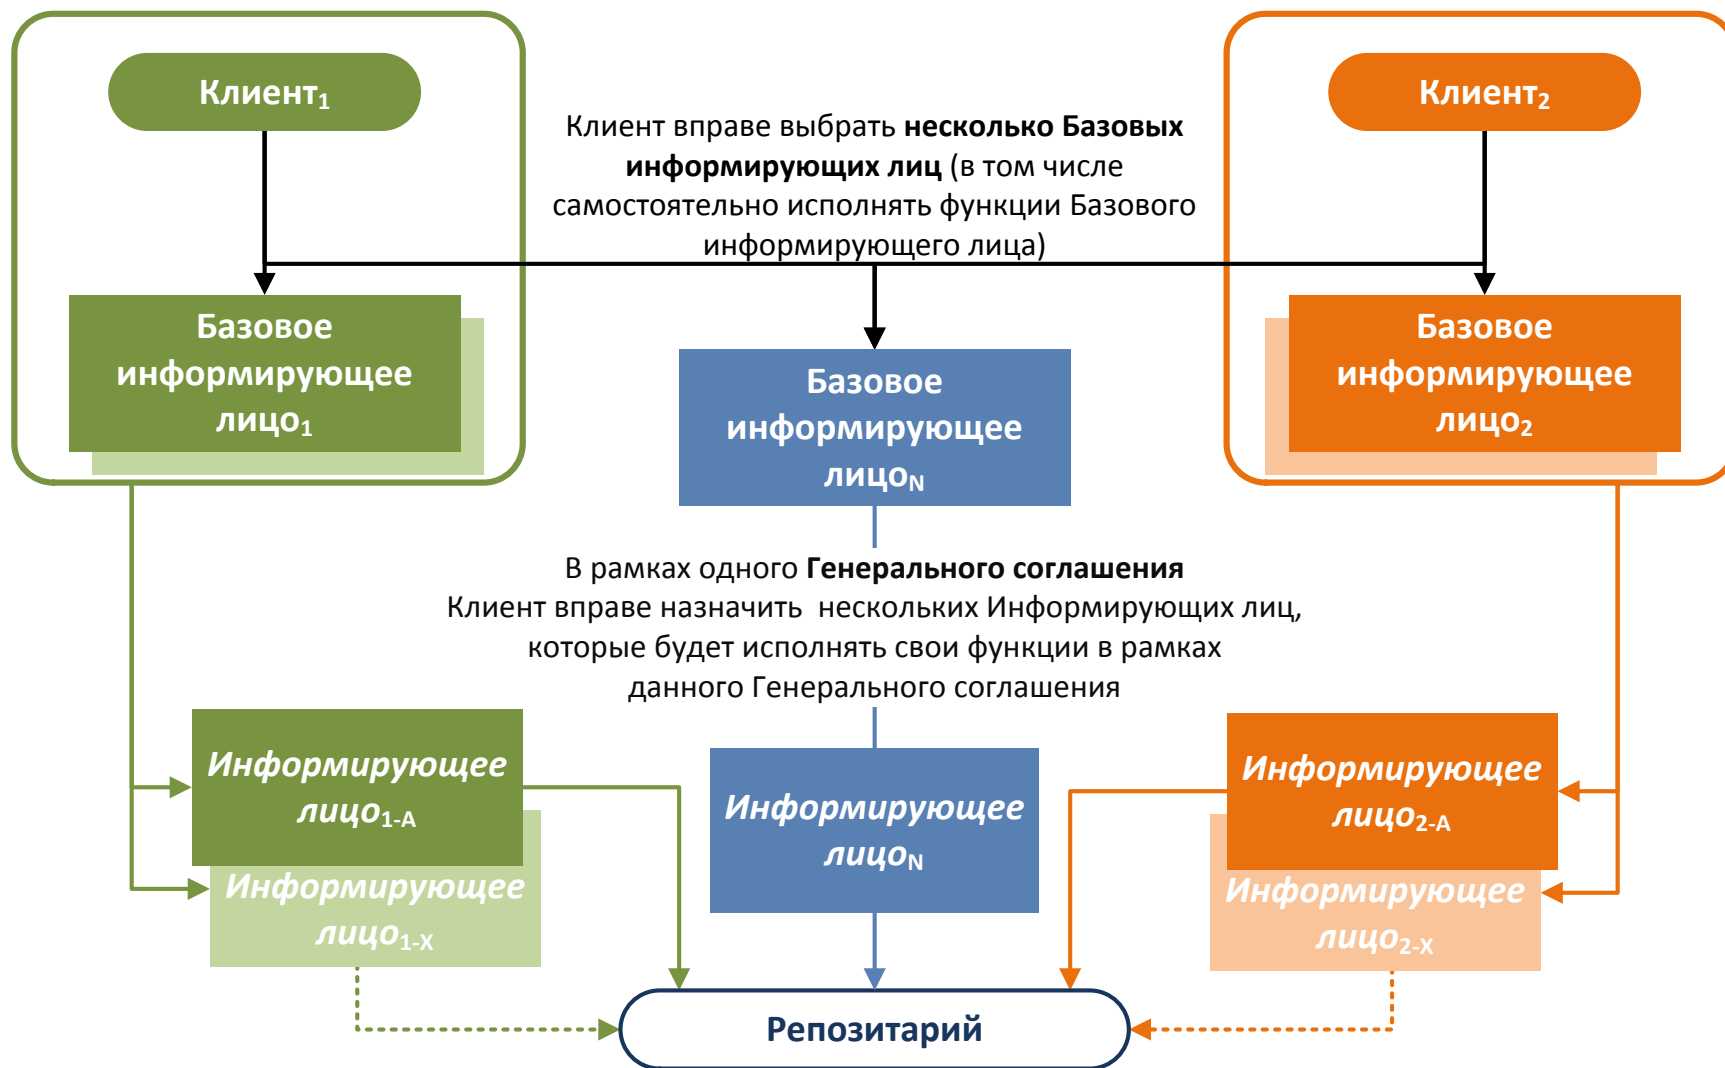 Клиент1
Клиент2
Клиент вправе выбрать несколько Базовых
информирующих лиц (в том числе
самостоятельно исполнять функции Базового
информирующего лица)
Базовое
информирующее
лицо1
Базовое
информирующее
лицоN
Базовое
информирующее
лицо2
В рамках одного Генерального соглашения
Клиент вправе назначить нескольких Информирующих лиц,
которые будет исполнять свои функции в рамках
данного Генерального соглашения
Информирующее
лицо1-A
Информирующее
лицо1-X
Информирующее
лицоN
Информирующее
лицо2-A
Информирующее
лицо2-X
Репозитарий